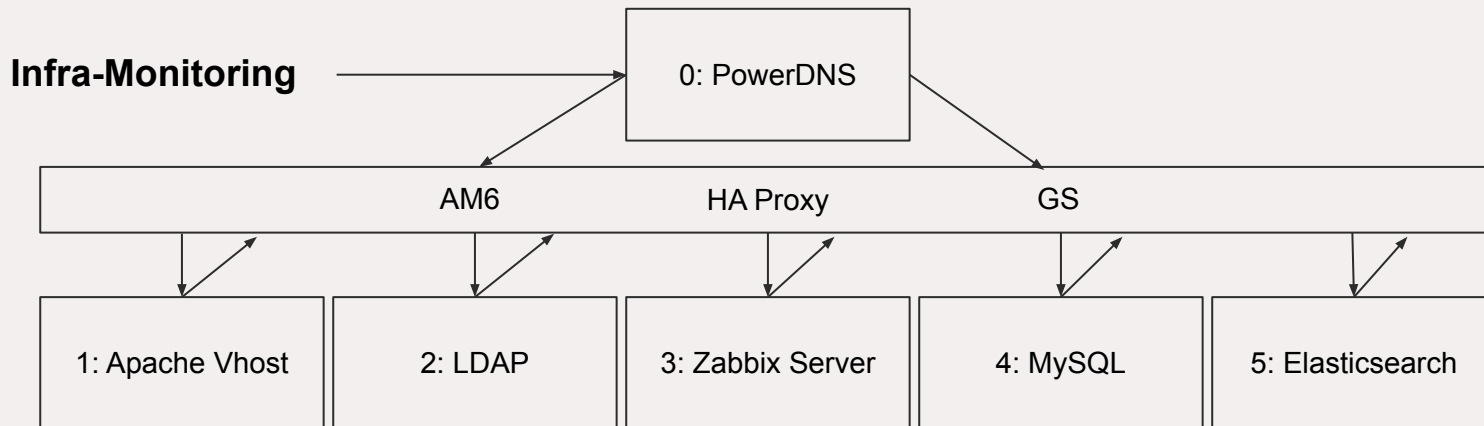 Infra-Monitoring
0: PowerDNS
AM6 HA Proxy GS
1: Apache Vhost
2: LDAP
3: Zabbix Server
4: MySQL
5: Elasticsearch